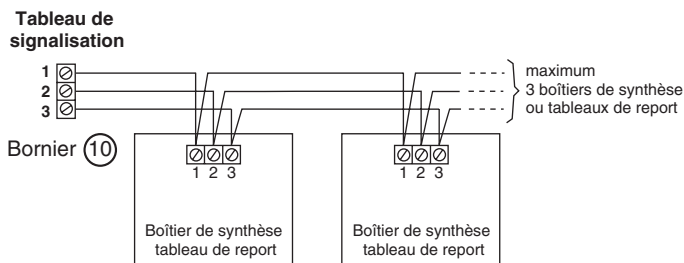 Tableau de
signalisation
1
2
3
maximum
3 boîtiers de synthèse
ou tableaux de report
Bornier 10
1 2 3
1 2 3
Boîtier de synthèse
tableau de report
Boîtier de synthèse
tableau de report